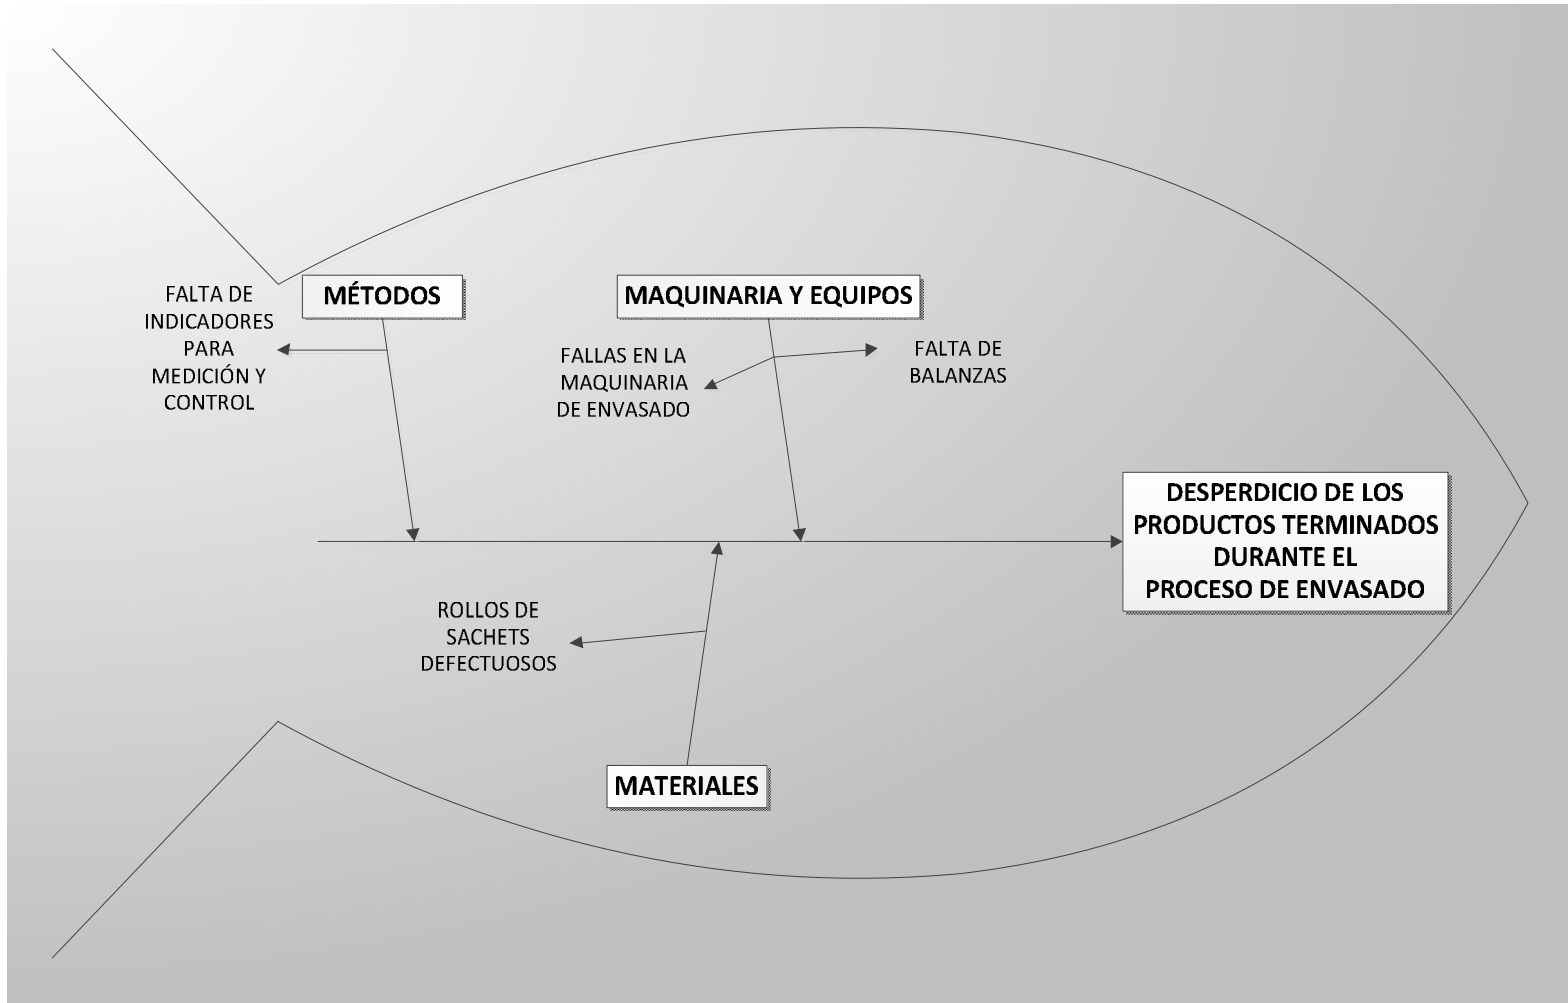 MÉTODOS
FALTA DE
INDICADORES
PARA
MEDICIÓN Y
CONTROL
MAQUINARIA Y EQUIPOS
FALLAS EN LA
MAQUINARIA
DE ENVASADO
FALTA DE
BALANZAS
DESPERDICIO DE LOS
PRODUCTOS TERMINADOS
DURANTE EL
PROCESO DE ENVASADO
ROLLOS DE
SACHETS
DEFECTUOSOS
MATERIALES